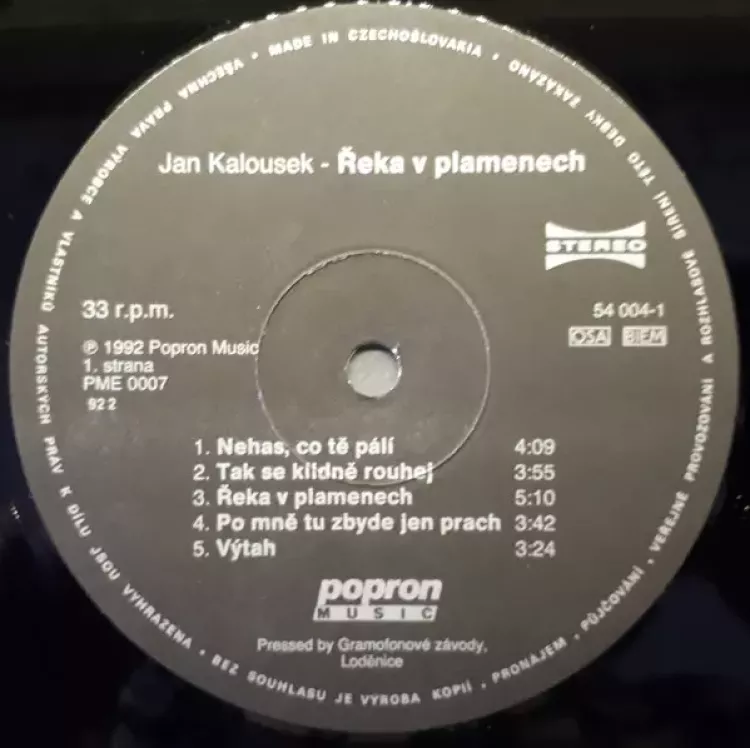 VŠECHNA PRÁVA VÝROBCE A VLASTNÍKŮ AUTORSKÝCH PRÁV K DÍLU JSOU VYHRAZENA • BEZ SOUHLASU JE VÝROBA KOPIÍ, PRONÁJEM, PŮJČOVÁNÍ, VEŘEJNÉ PROVOZOVÁNÍ A ROZHLASOVÉ ŠÍŘENÍ TÉTO DESKY ZAKÁZÁNO • MADE IN CZECHOŠLOVAKIA •
Jan Kalousek - Řeka v plamenech
STEREO
33 r.p.m.
54 004-1
℗ 1992 Popron Music
OSA BIEM
1. strana
PME 0007
92 2
1. Nehas, co tě pálí 4:09
2. Tak se klidně rouhej 3:55
3. Řeka v plamenech 5:10
4. Po mně tu zbyde jen prach 3:42
5. Výtah 3:24
popron
MUSIC
Pressed by Gramofonové závody,
Loděnice